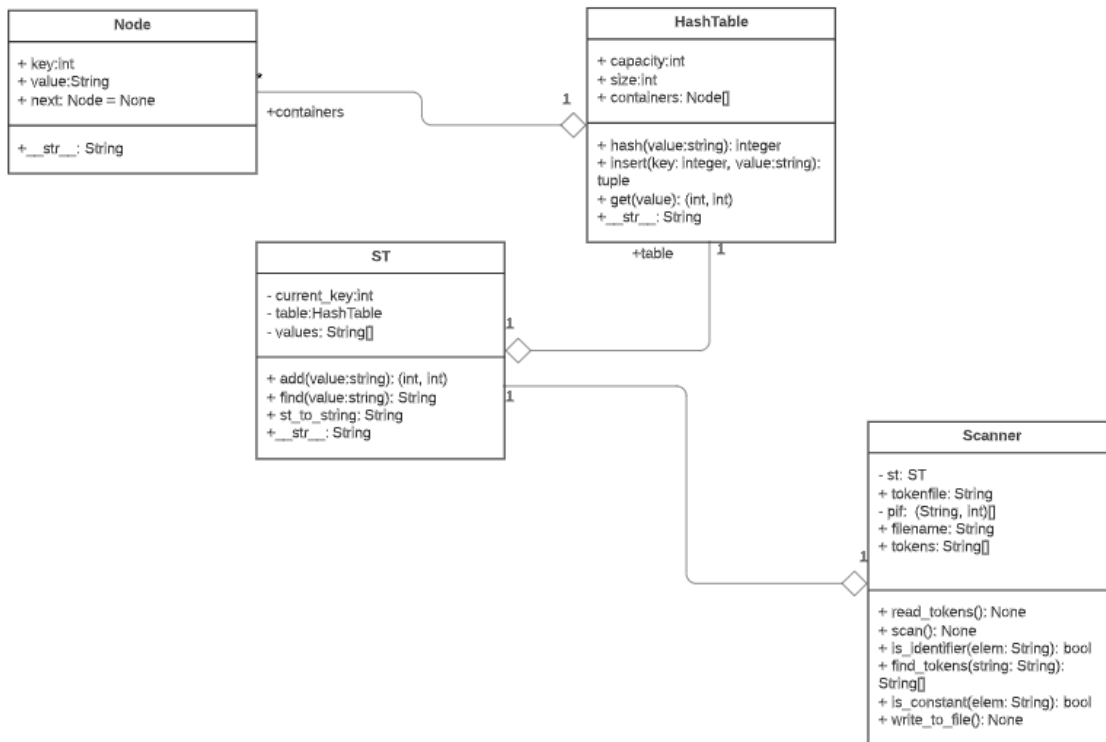 Node
+ key:int
+ value:String
+ next: Node = None
+__str__: String
*
+containers
1
HashTable
+ capacity:int
+ size:int
+ containers: Node[]
+ hash(value:string): integer
+ insert(key: integer, value:string):
tuple
+ get(value): (int, int)
+__str__: String
+table
1
ST
- current_key:int
- table:HashTable
- values: String[]
+ add(value:string): (int, int)
+ find(value:string): String
+ st_to_string: String
+__str__: String
1
1
Scanner
- st: ST
+ tokenfile: String
- pif:  (String, int)[]
+ filename: String
+ tokens: String[]
1
+ read_tokens(): None
+ scan(): None
+ is_identifier(elem: String): bool
+ find_tokens(string: String):
String[]
+ is_constant(elem: String): bool
+ write_to_file(): None